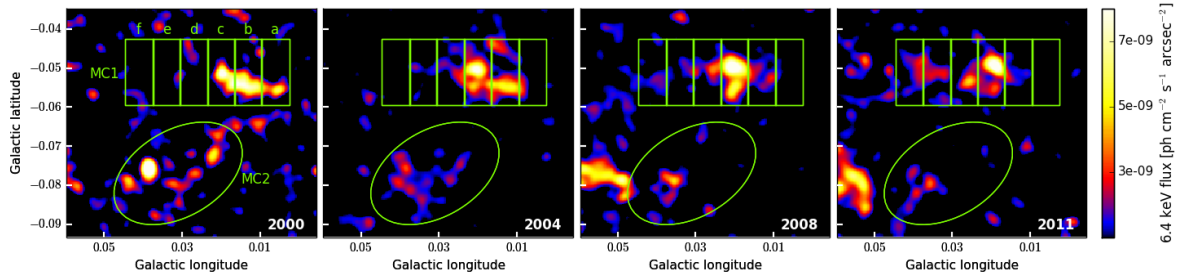 −0.04
−0.05
−0.06
−0.07
−0.08
−0.09
Galactic latitude
f e d c b a
MC1
MC2
2000
2004
2008
2011
0.05 0.03 0.01
0.05 0.03 0.01
0.05 0.03 0.01
0.05 0.03 0.01
Galactic longitude
Galactic longitude
Galactic longitude
Galactic longitude
7e-09
5e-09
3e-09
6.4 keV flux [ph cm⁻² s⁻¹ arcsec⁻²]